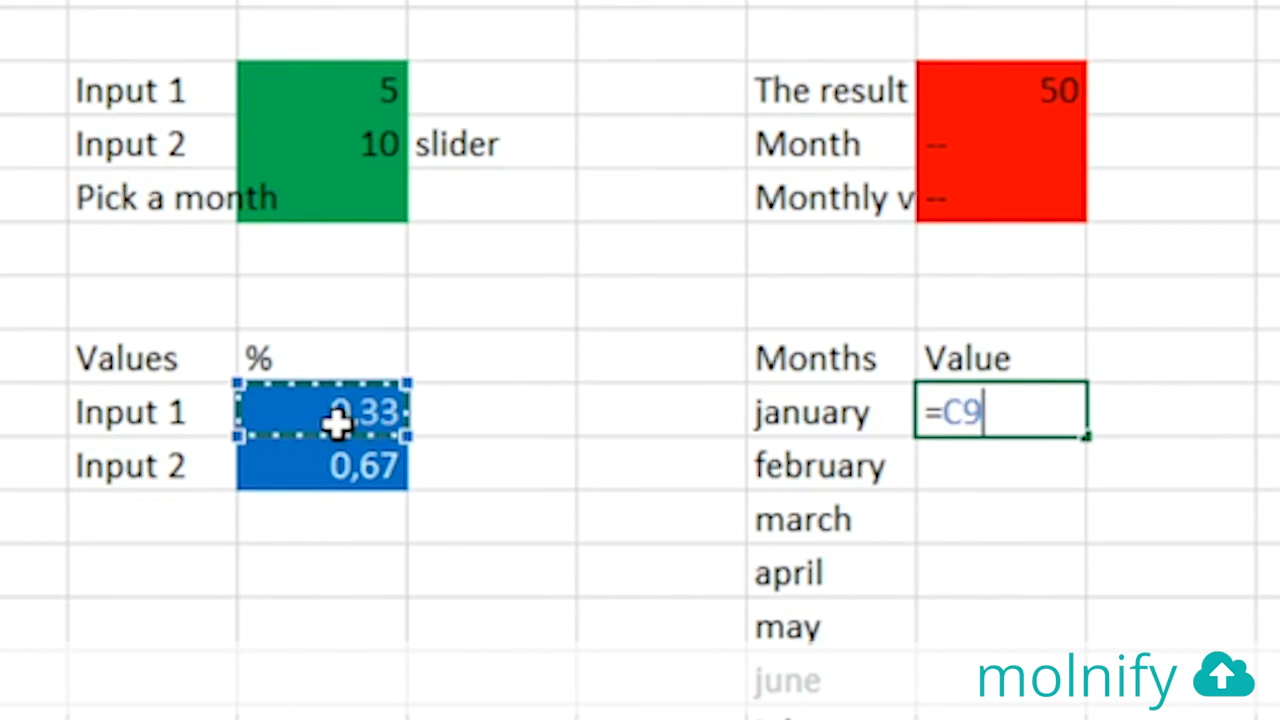 Input 1 5 The result 50
Input 2 10 slider Month --
Pick a month Monthly v --
Values % Months Value
Input 1 0,33 january =C9
Input 2 0,67 february
march
april
may
june
molnify